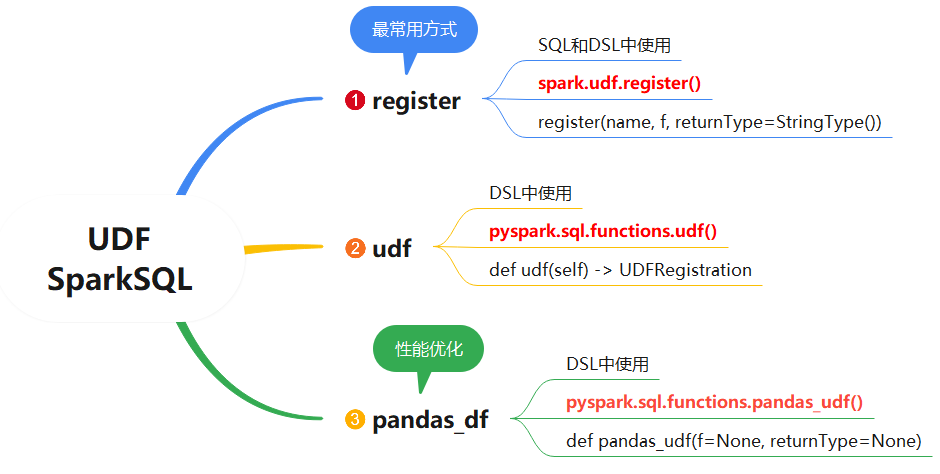 UDF
SparkSQL
最常用方式
1 register
SQL和DSL中使用
spark.udf.register()
register(name, f, returnType=StringType())
2 udf
DSL中使用
pyspark.sql.functions.udf()
def udf(self) -> UDFRegistration
性能优化
3 pandas_df
DSL中使用
pyspark.sql.functions.pandas_udf()
def pandas_udf(f=None, returnType=None)